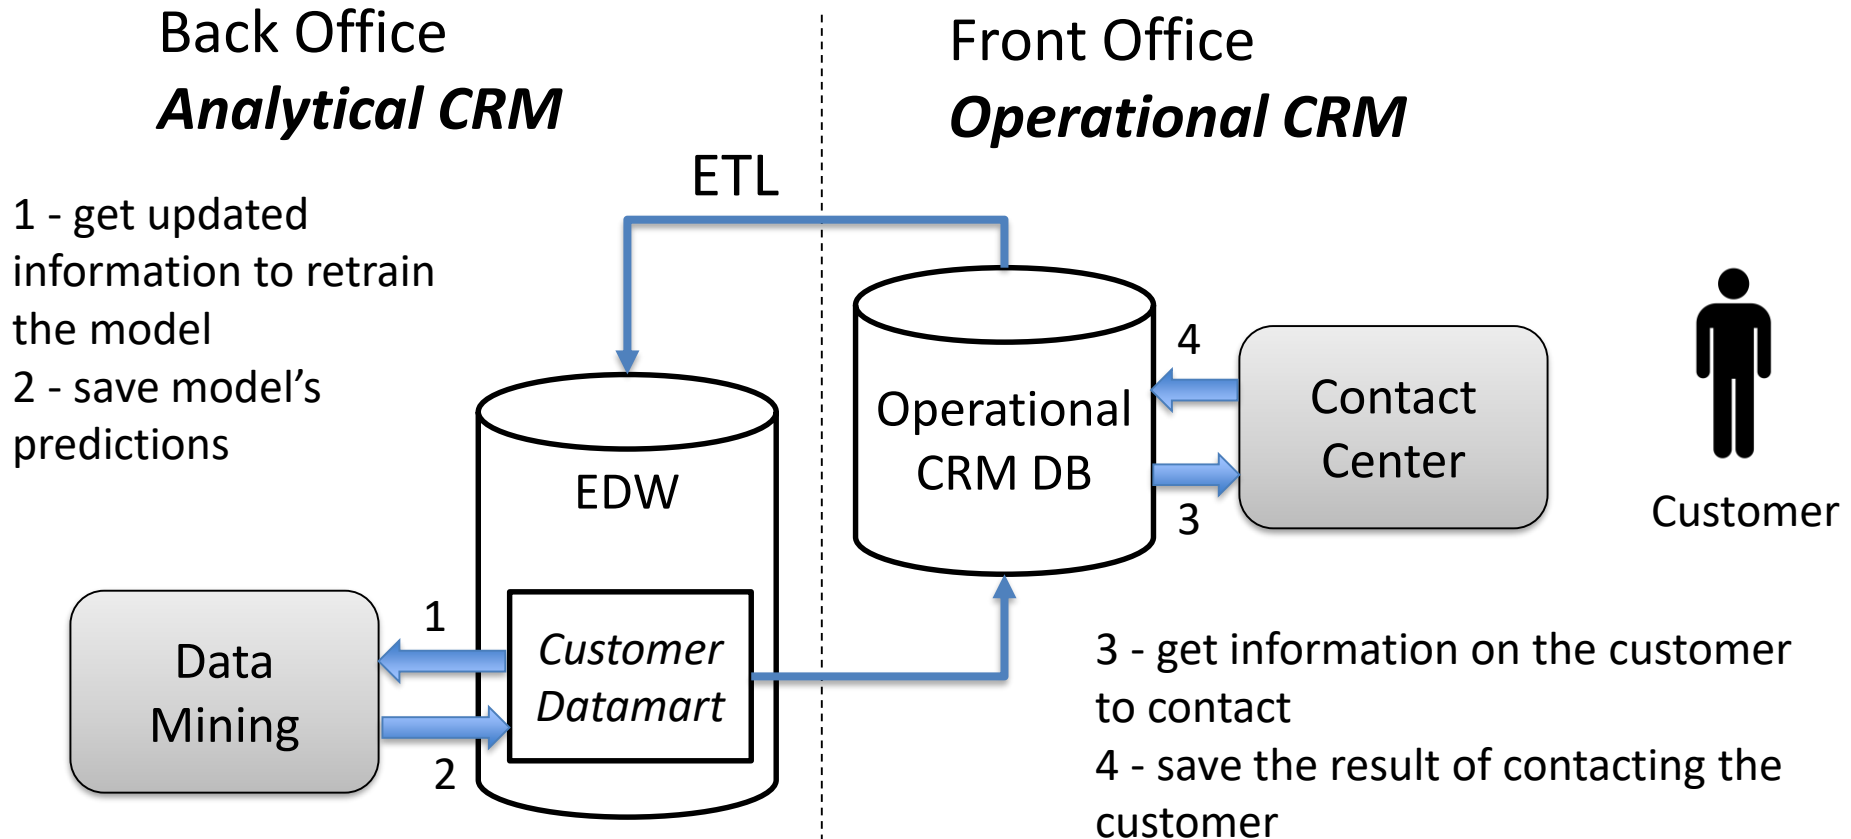 Back Office
Analytical CRM
Front Office
Operational CRM
ETL
1 - get updated
information to retrain
the model
2 - save model’s
predictions
EDW
Operational
CRM DB
4
3
Contact
Center
Customer
Data
Mining
1
2
Customer
Datamart
3 - get information on the customer
to contact
4 - save the result of contacting the
customer